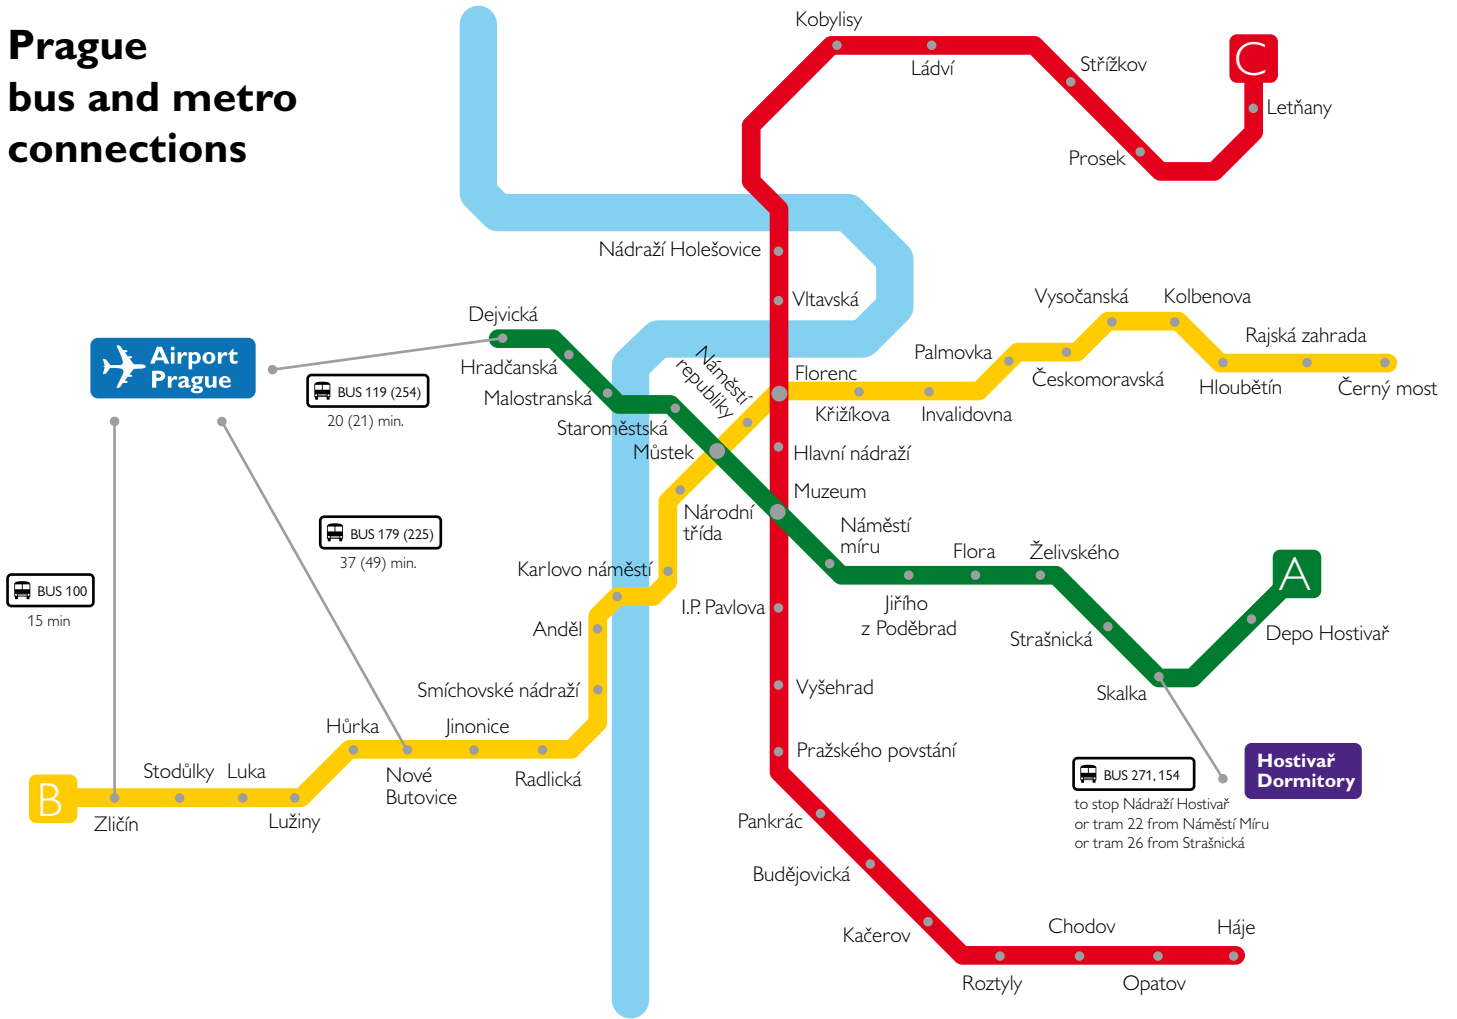 Prague
bus and metro
connections
Kobylisy
Ládví
Střížkov
C
Letňany
Prosek
Nádraží Holešovice
Vltavská
Dejvická
Hradčanská
Malostranská
Staroměstská
Můstek
Náměstí
republiky
Florenc
Křižíkova
Invalidovna
Palmovka
Českomoravská
Vysočanská
Kolbenova
Hloubětín
Rajská zahrada
Černý most
Airport
Prague
BUS 119 (254)
20 (21) min.
BUS 179 (225)
37 (49) min.
BUS 100
15 min
Hlavní nádraží
Muzeum
Národní
třída
Náměstí
míru
Flora
Želivského
Jiřího
z Poděbrad
A
Depo Hostivař
Strašnická
Skalka
Karlovo náměstí
I.P. Pavlova
Anděl
Smíchovské nádraží
Vyšehrad
Pražského povstání
Hůrka
Jinonice
Radlická
Nové
Butovice
Stodůlky
Luka
B
Zličín
Lužiny
Hostivař
Dormitory
BUS 271, 154
to stop Nádraží Hostivař
or tram 22 from Náměstí Míru
or tram 26 from Strašnická
Pankrác
Budějovická
Kačerov
Roztyly
Chodov
Opatov
Háje